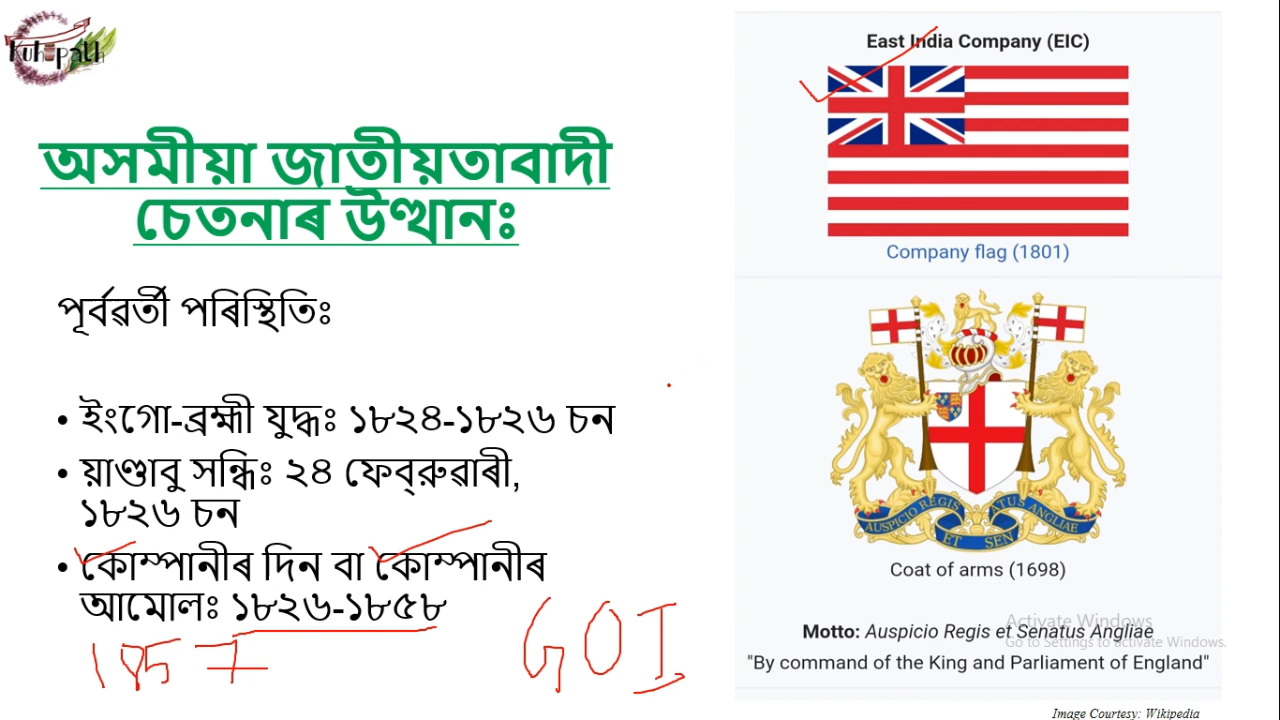 Kuhipath
অসমীয়া জাতীয়তাবাদী
চেতনাৰ উত্থানঃ
পূৰ্বৱৰ্তী পৰিস্থিতিঃ
• ইংগো-ব্ৰহ্মী যুদ্ধঃ ১৮২৪-১৮২৬ চন
• য়াণ্ডাবু সন্ধিঃ ২৪ ফেব্ৰুৱাৰী,
১৮২৬ চন
• কোম্পানীৰ দিন বা কোম্পানীৰ
আমোলঃ ১৮২৬-১৮৫৮
1857
GOI
East India Company (EIC)
Company flag (1801)
AUSPICIO REGIS ET SENATUS ANGLIAE
Coat of arms (1698)
Motto: Auspicio Regis et Senatus Angliae
"By command of the King and Parliament of England"
Activate Windows
Go to Settings to activate Windows.
Image Courtesy: Wikipedia